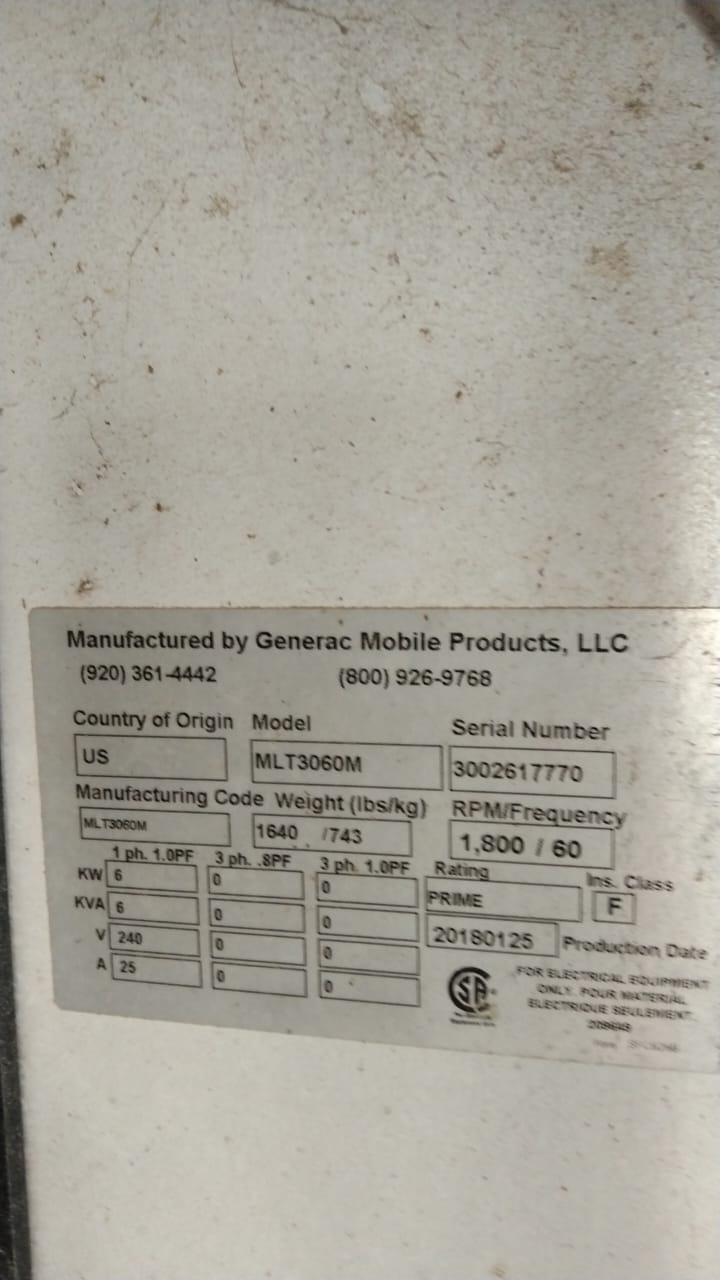 Manufactured by Generac Mobile Products, LLC
(920) 361-4442 (800) 926-9768
Country of Origin Model Serial Number
US MLT3060M 3002617770
Manufacturing Code Weight (lbs/kg) RPM/Frequency
MLT3060M 1640 /743 1,800 / 60
1 ph. 1.0PF 3 ph. .8PF 3 ph. 1.0PF Rating Ins. Class
KW 6 0 0 PRIME F
KVA 6 0 0
V 240 0 0 20180125 Production Date
A 25 0 0
SA
FOR ELECTRICAL EQUIPMENT
ONLY. POUR MATERIAL
ELECTRIQUE SEULEMENT